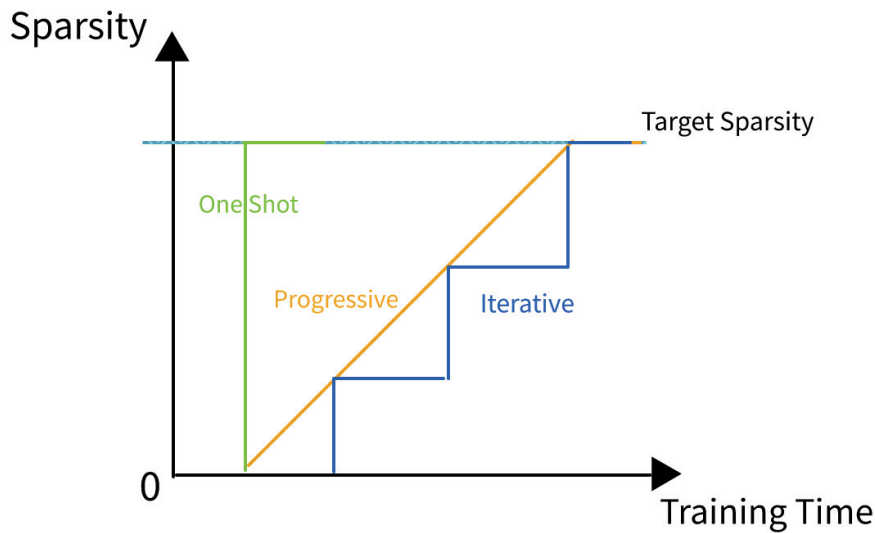 Sparsity
Target Sparsity
One Shot
Progressive
Iterative
0
Training Time